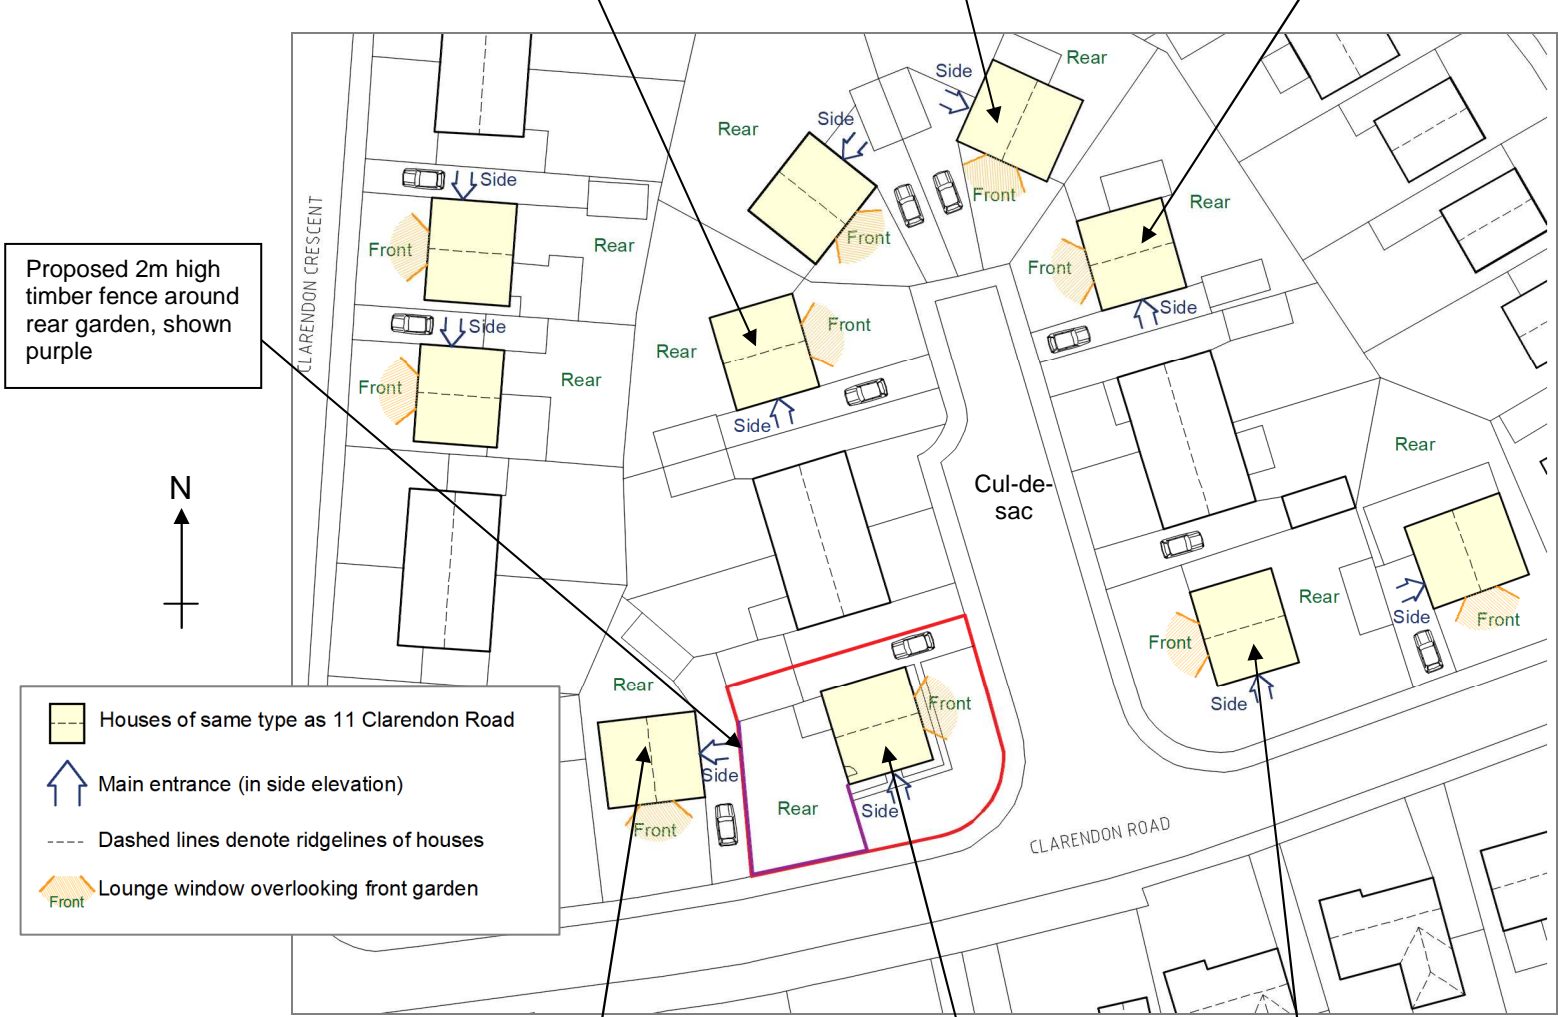 Side
Rear
Side
Rear
Side
Front
Rear
Front
Rear
Front
Front
Side
CLARENDON CRESCENT
Proposed 2m high
timber fence around
rear garden, shown
purple
Side
Front
Rear
Front
Rear
Side
Front
Rear
Side
N
Cul-de-
sac
Rear
Side
Front
Front
Rear
Side
Rear
Front
Side
Front
Rear
Side
CLARENDON ROAD
Houses of same type as 11 Clarendon Road
Main entrance (in side elevation)
Dashed lines denote ridgelines of houses
Lounge window overlooking front garden
Front